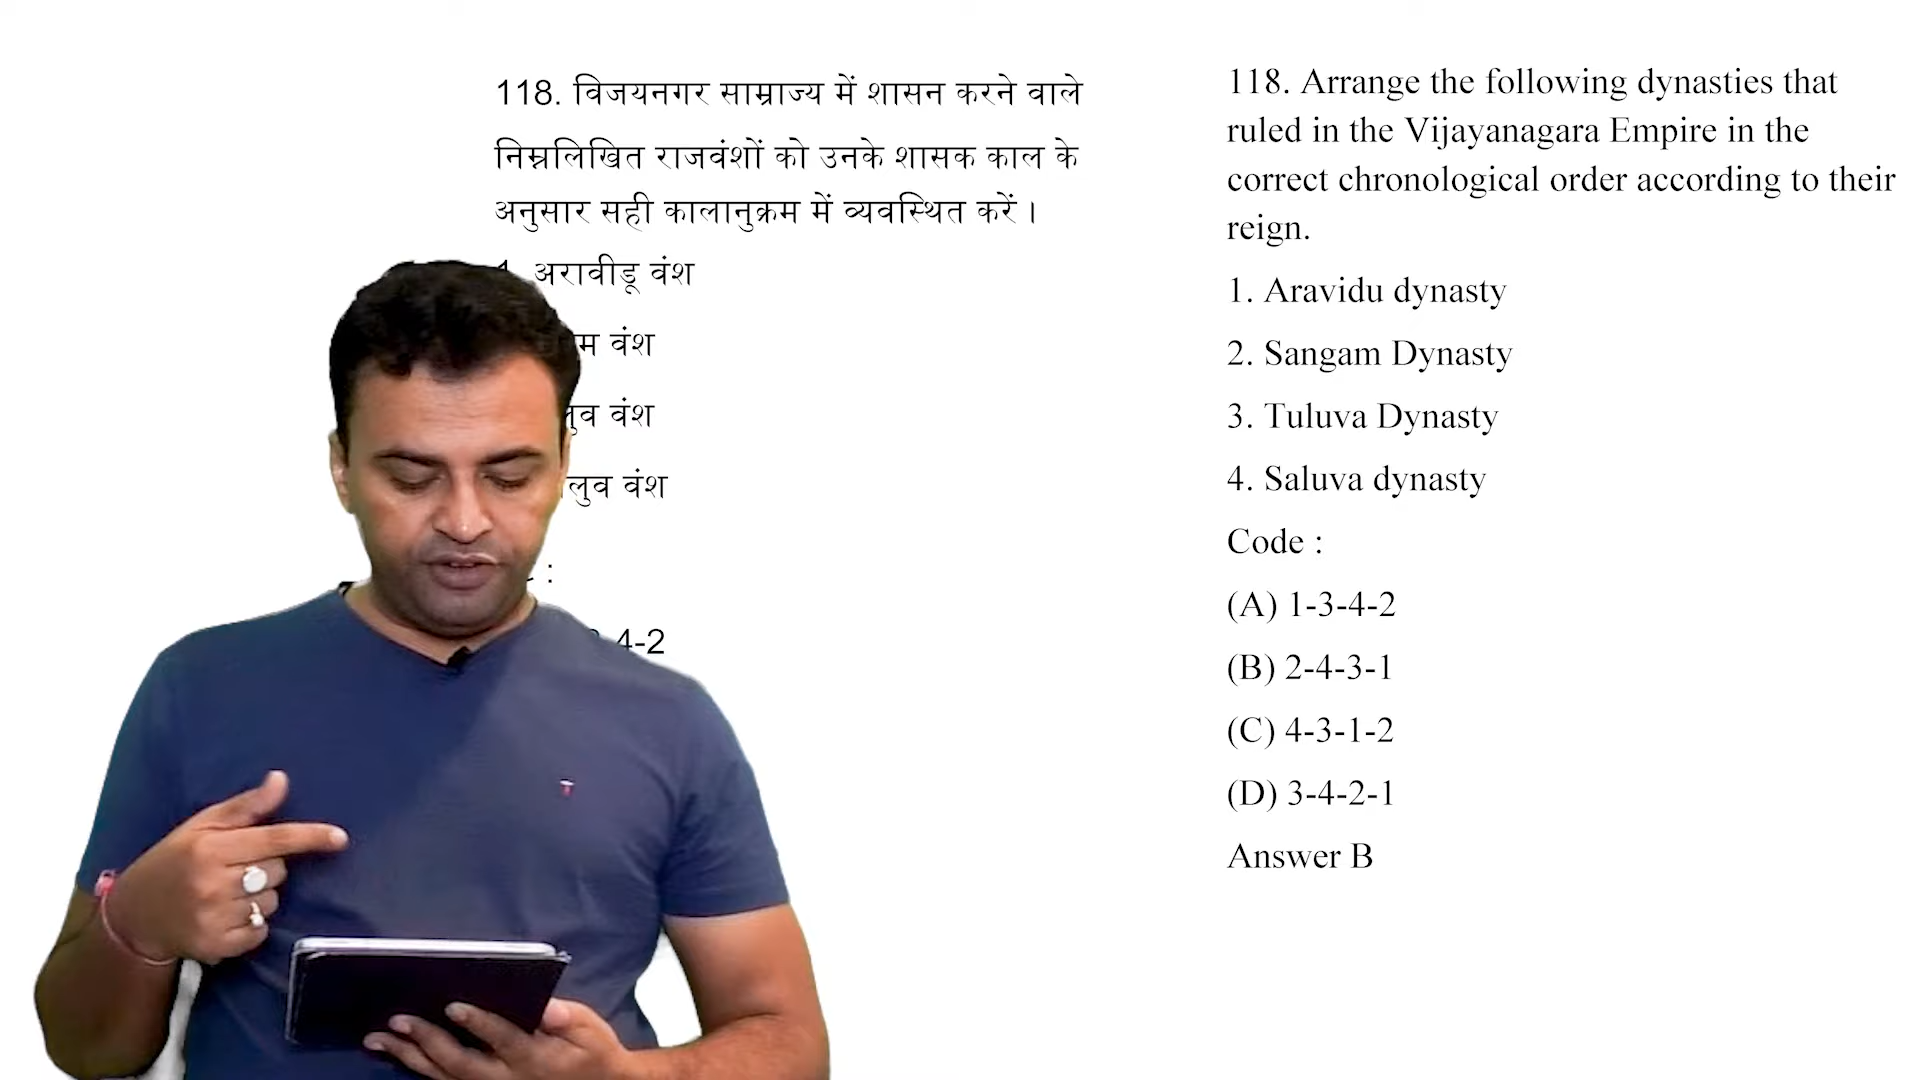 118. विजयनगर साम्राज्य में शासन करने वाले
निम्नलिखित राजवंशों को उनके शासक काल के
अनुसार सही कालानुक्रम में व्यवस्थित करें ।
अरावीडू वंश
वंश
वंश
वंश
:
4-2
118. Arrange the following dynasties that
ruled in the Vijayanagara Empire in the
correct chronological order according to their
reign.
1. Aravidu dynasty
2. Sangam Dynasty
3. Tuluva Dynasty
4. Saluva dynasty
Code :
(A) 1-3-4-2
(B) 2-4-3-1
(C) 4-3-1-2
(D) 3-4-2-1
Answer B